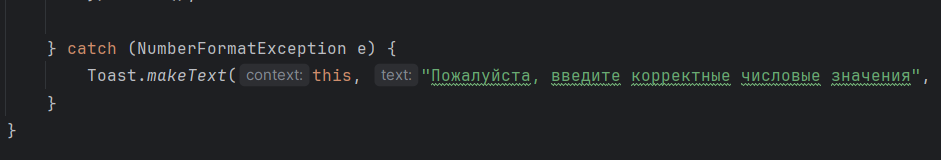 } catch (NumberFormatException e) {
Toast.makeText( context: this, text: "Пожалуйста, введите корректные числовые значения",
}
}